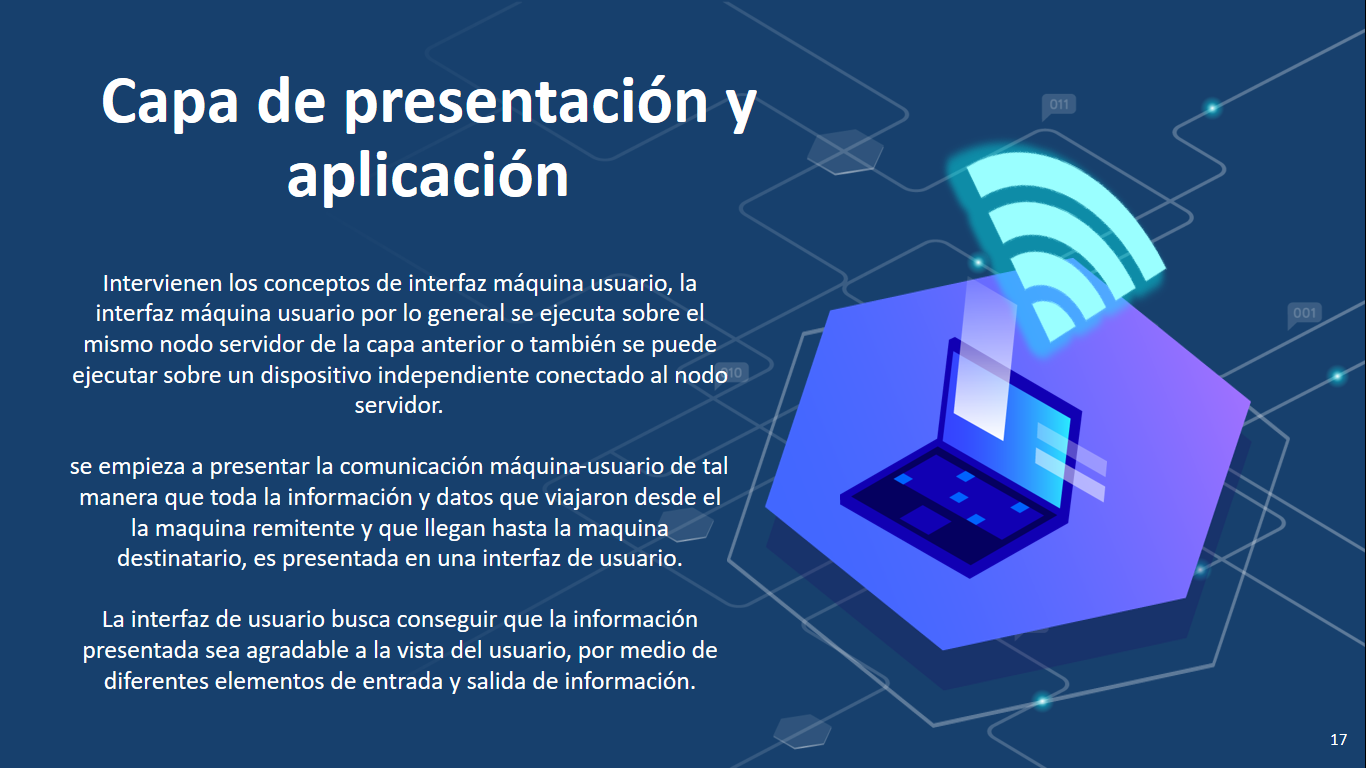 Capa de presentación y
aplicación
Intervienen los conceptos de interfaz máquina usuario, la
interfaz máquina usuario por lo general se ejecuta sobre el
mismo nodo servidor de la capa anterior o también se puede
ejecutar sobre un dispositivo independiente conectado al nodo
servidor.
se empieza a presentar la comunicación máquina-usuario de tal
manera que toda la información y datos que viajaron desde el
la maquina remitente y que llegan hasta la maquina
destinatario, es presentada en una interfaz de usuario.
La interfaz de usuario busca conseguir que la información
presentada sea agradable a la vista del usuario, por medio de
diferentes elementos de entrada y salida de información.
011
001
010
17